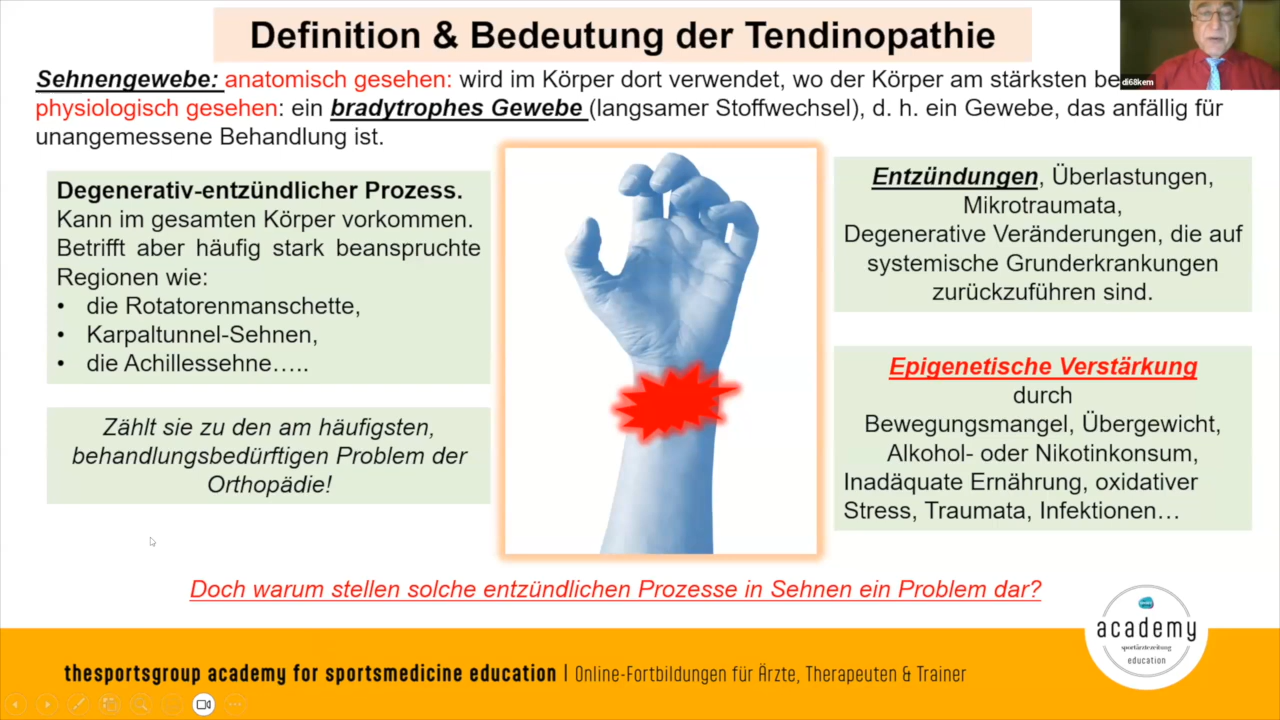 Definition & Bedeutung der Tendinopathie
Sehnengewebe: anatomisch gesehen: wird im Körper dort verwendet, wo der Körper am stärksten
physiologisch gesehen: ein bradytrophes Gewebe (langsamer Stoffwechsel), d. h. ein Gewebe, das anfällig für
unangemessene Behandlung ist.
di68kem
Degenerativ-entzündlicher Prozess.
Kann im gesamten Körper vorkommen.
Betrifft aber häufig stark beanspruchte
Regionen wie:
• die Rotatorenmanschette,
• Karpaltunnel-Sehnen,
• die Achillessehne…..
Zählt sie zu den am häufigsten,
behandlungsbedürftigen Problem der
Orthopädie!
Entzündungen, Überlastungen,
Mikrotraumata,
Degenerative Veränderungen, die auf
systemische Grunderkrankungen
zurückzuführen sind.
Epigenetische Verstärkung
durch
Bewegungsmangel, Übergewicht,
Alkohol- oder Nikotinkonsum,
Inadäquate Ernährung, oxidativer
Stress, Traumata, Infektionen…
Doch warum stellen solche entzündlichen Prozesse in Sehnen ein Problem dar?
academy
sportärztezeitung
education
thesportsgroup academy for sportsmedicine education | Online-Fortbildungen für Ärzte, Therapeuten & Trainer